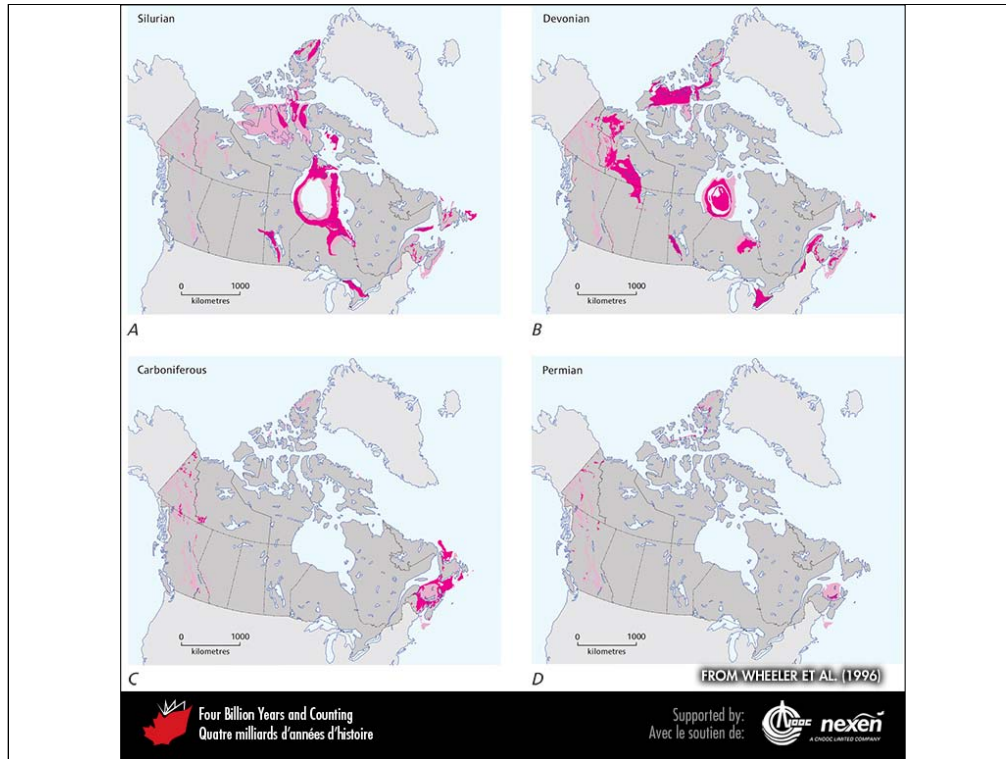 Silurian
Devonian
0 1000
kilometres
0 1000
kilometres
A
B
Carboniferous
Permian
0 1000
kilometres
0 1000
kilometres
C
D
FROM WHEELER ET AL. (1996)
Four Billion Years and Counting
Quatre milliards d'années d'histoire
Supported by:
Avec le soutien de:
CNOOC
nexen
A CNOOC LIMITED COMPANY